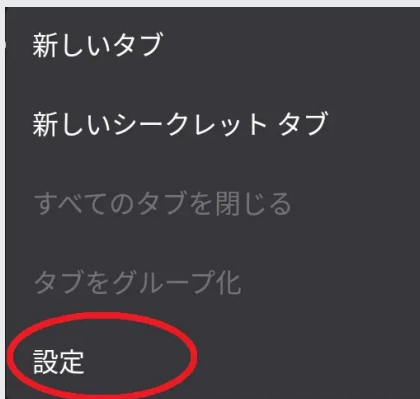 新しいタブ
新しいシークレット タブ
すべてのタブを閉じる
タブをグループ化
設定